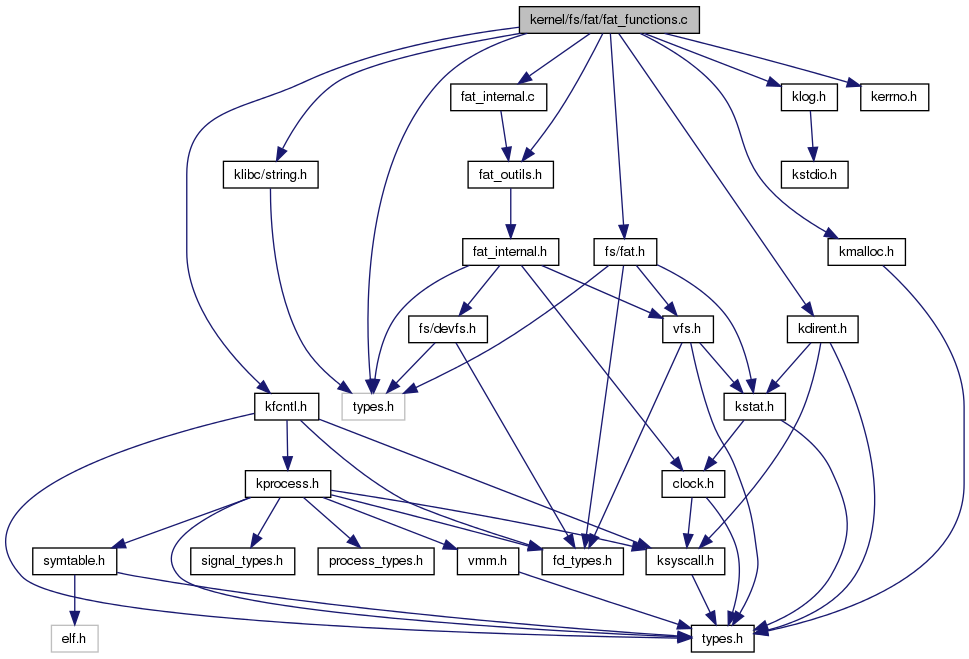 kernel/fs/fat/fat_functions.c
fat_internal.c
klog.h
kerrno.h
klibc/string.h
fat_outils.h
kstdio.h
fat_internal.h
fs/fat.h
kmalloc.h
fs/devfs.h
vfs.h
kdirent.h
kfcntl.h
types.h
kstat.h
kprocess.h
clock.h
symtable.h
signal_types.h
process_types.h
vmm.h
fd_types.h
ksyscall.h
elf.h
types.h